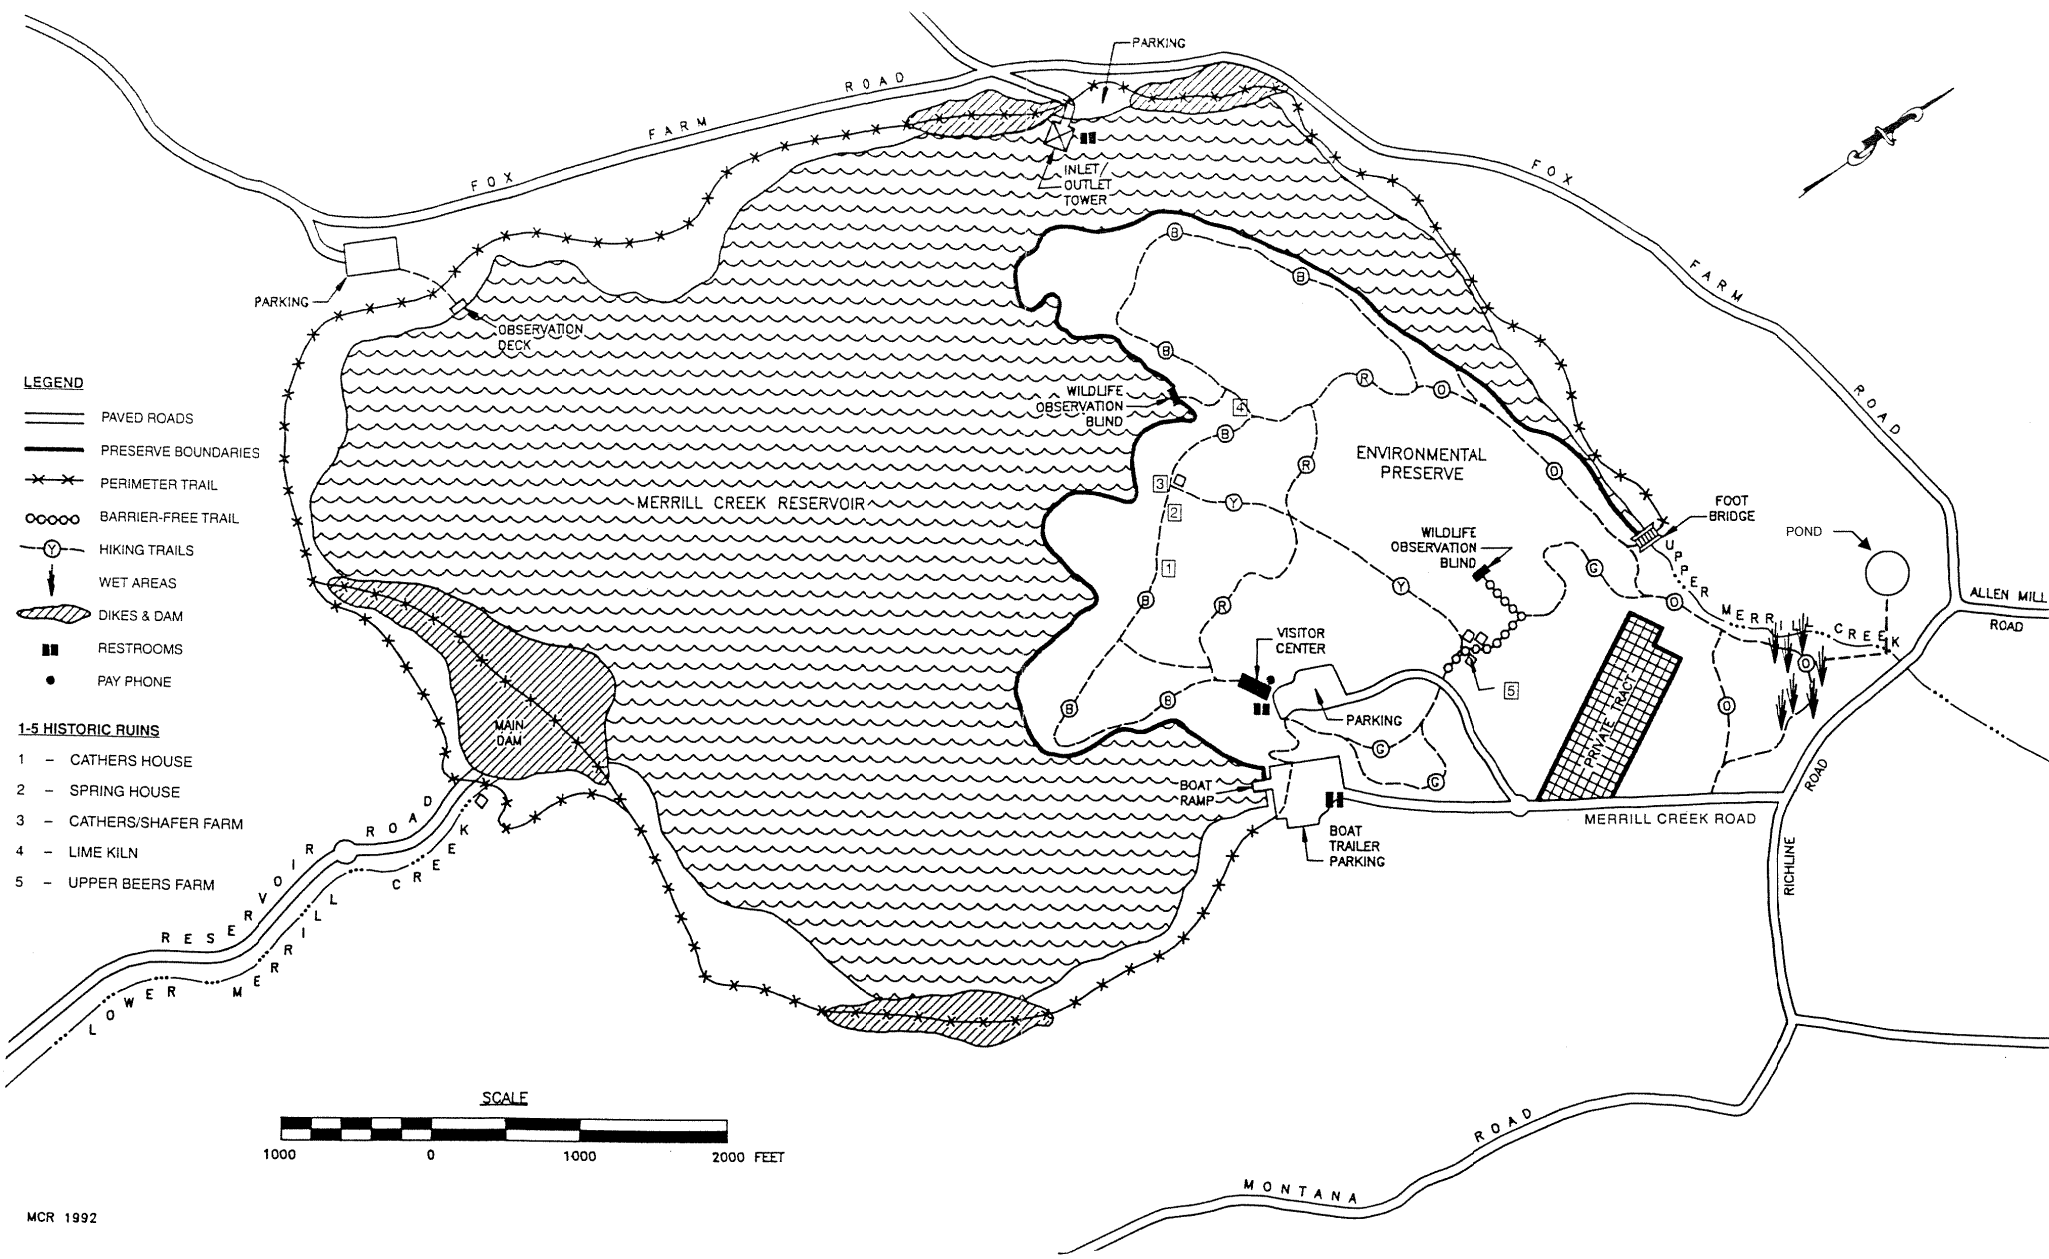 PARKING
FOX FARM ROAD
INLET/
OUTLET
TOWER
FOX FARM ROAD
PARKING
OBSERVATION
DECK
LEGEND
PAVED ROADS
PRESERVE BOUNDARIES
PERIMETER TRAIL
BARRIER-FREE TRAIL
Y HIKING TRAILS
WET AREAS
DIKES & DAM
RESTROOMS
PAY PHONE
1-5 HISTORIC RUINS
1 – CATHERS HOUSE
2 – SPRING HOUSE
3 – CATHERS/SHAFER FARM
4 – LIME KILN
5 – UPPER BEERS FARM
B
B
B
WILDLIFE
OBSERVATION
BLIND
4
R
O
B
ENVIRONMENTAL
PRESERVE
R
O
3
Y
2
MERRILL CREEK RESERVOIR
FOOT
BRIDGE
POND
WILDLIFE
OBSERVATION
BLIND
1
G
Y
B
R
O
UPPER MERRILL CREEK
ALLEN MILL
ROAD
VISITOR
CENTER
O
5
B
B
O
PARKING
PRIVATE TRACT
MAIN
DAM
G
G
BOAT
RAMP
BOAT
TRAILER
PARKING
MERRILL CREEK ROAD
RICHLINE ROAD
RESERVOIR ROAD
LOWER MERRILL CREEK
SCALE
1000 0 1000 2000 FEET
MONTANA ROAD
MCR 1992